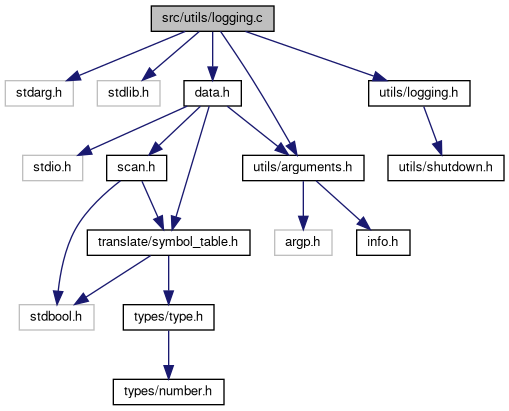 src/utils/logging.c
stdarg.h
stdlib.h
data.h
utils/logging.h
stdio.h
scan.h
utils/arguments.h
utils/shutdown.h
translate/symbol_table.h
argp.h
info.h
stdbool.h
types/type.h
types/number.h